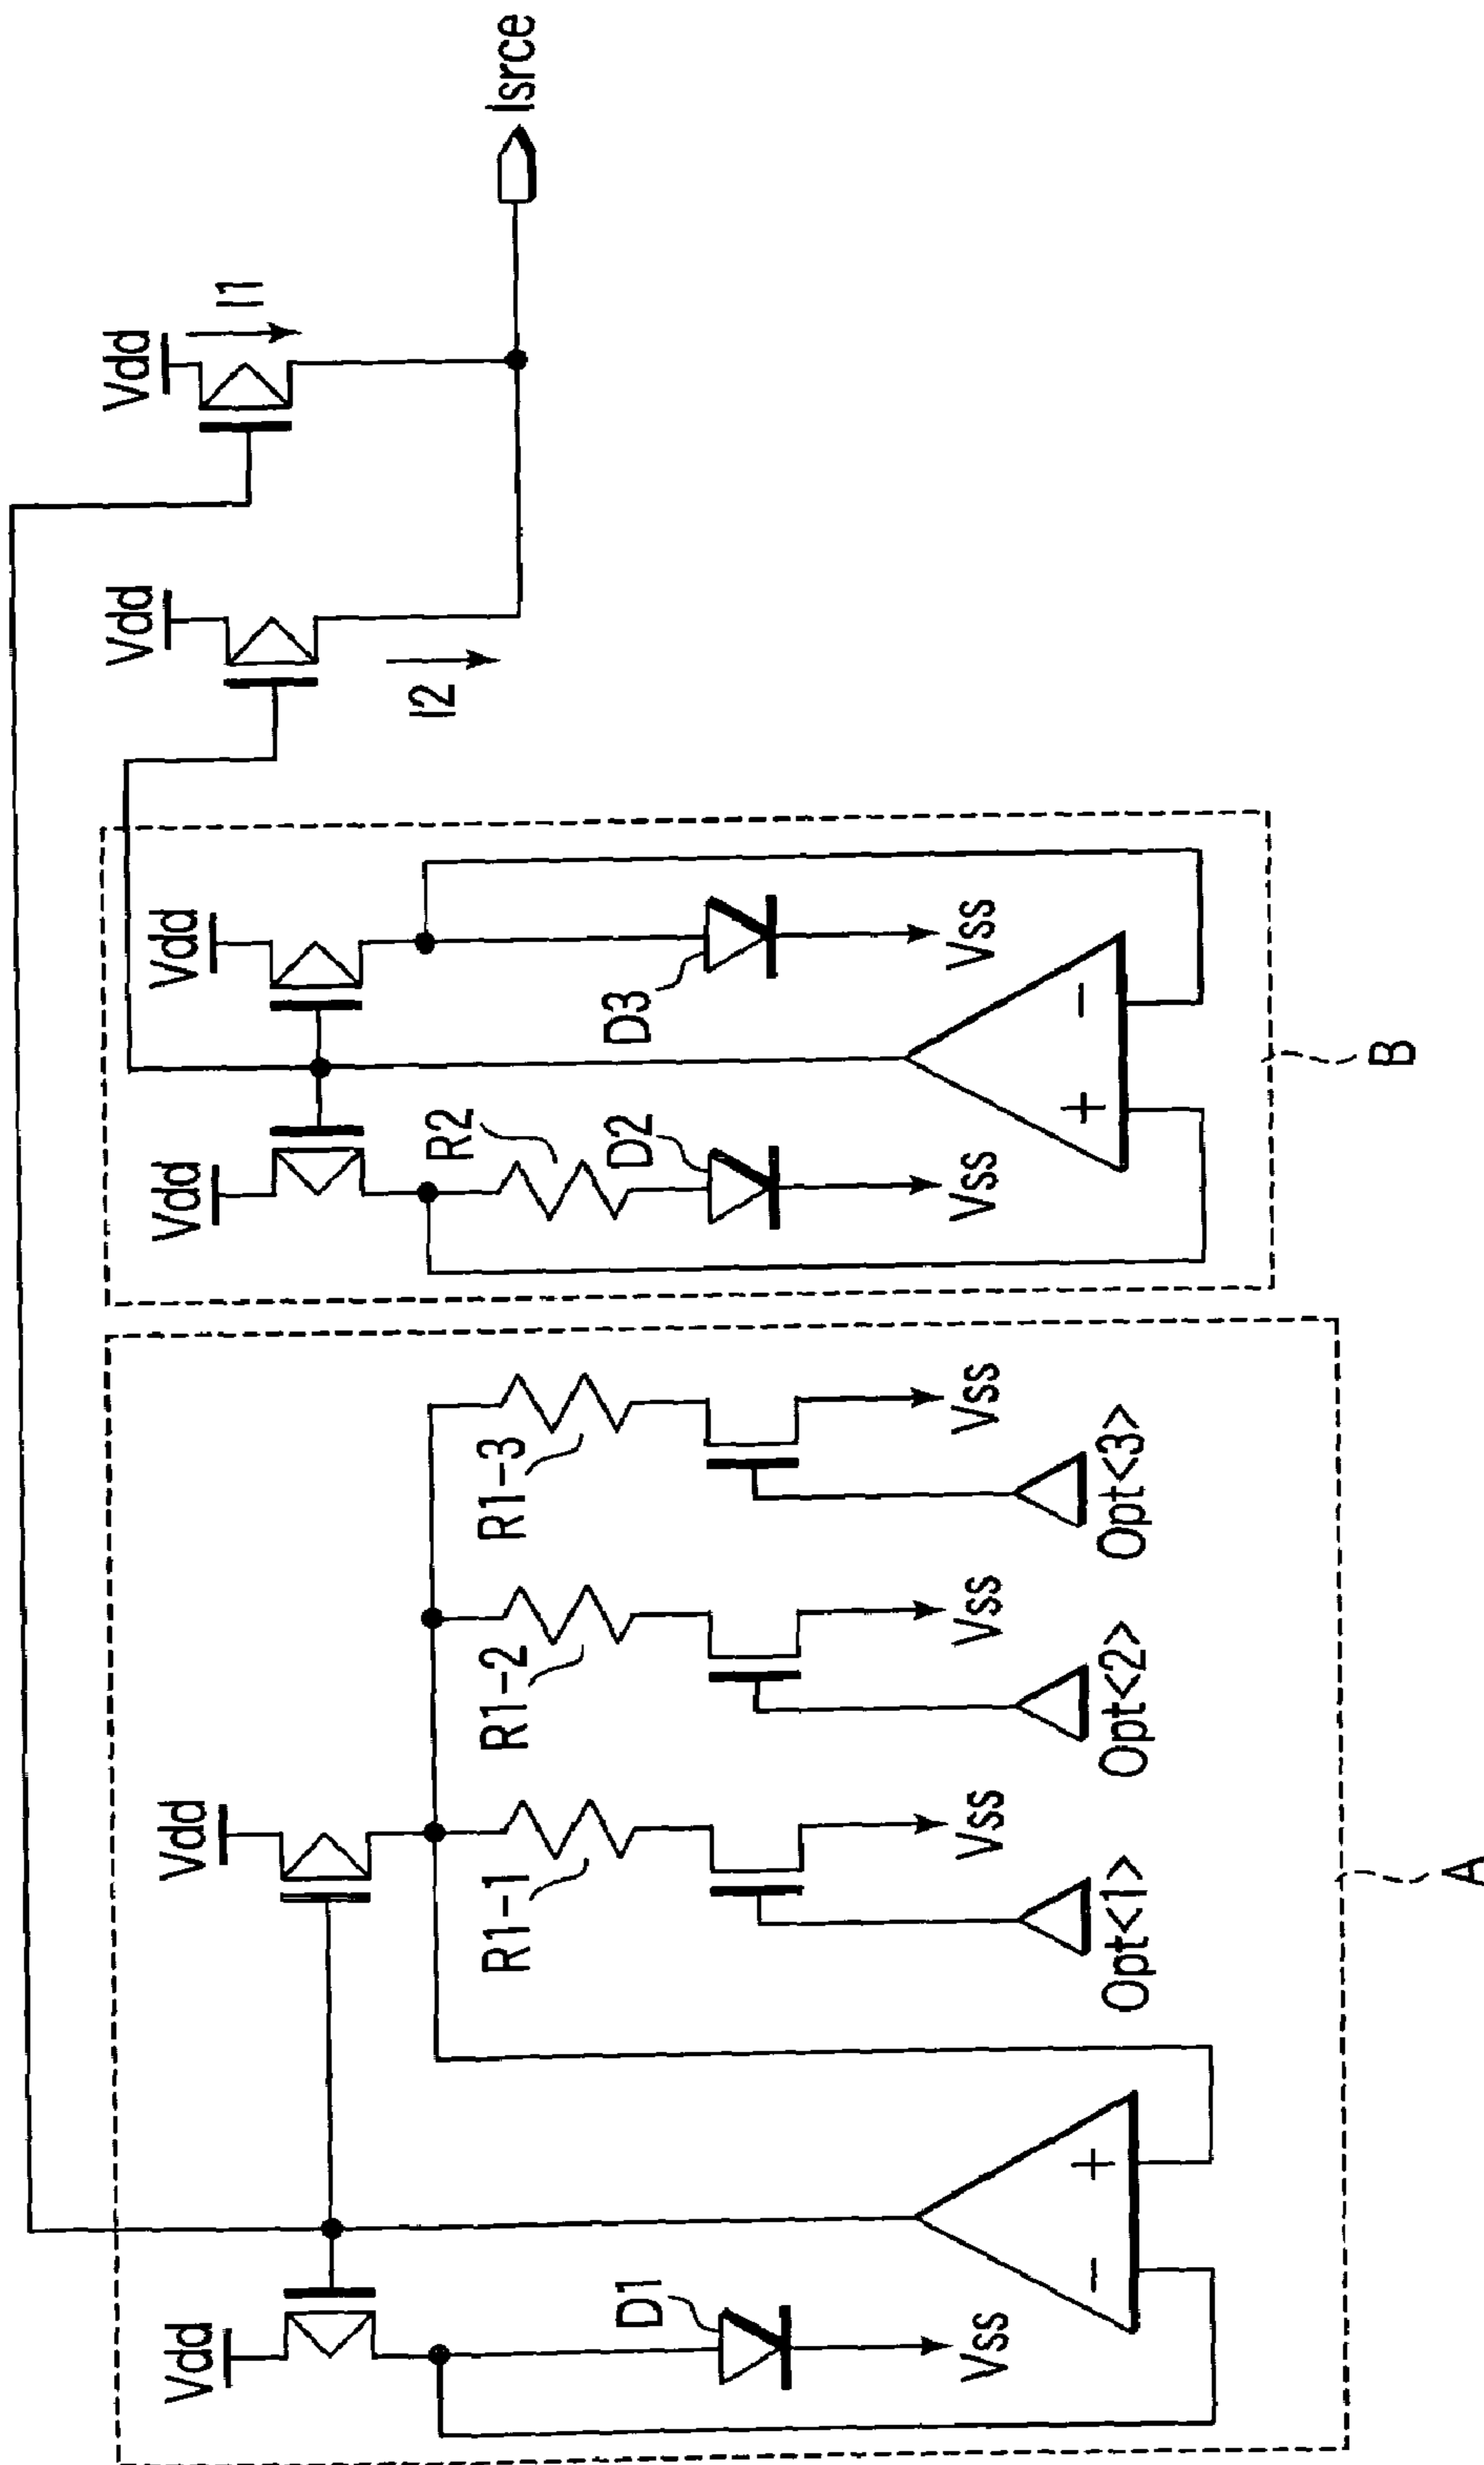 Vdd
Vdd
Vdd
Vdd
Vdd
Vdd
I1
I2
Isrce
D1
R1-1
R1-2
R1-3
R2
D2
D3
Vss
Vss
Vss
Vss
Vss
Vss
-
+
+
-
Opt<1>
Opt<2>
Opt<3>
A
B